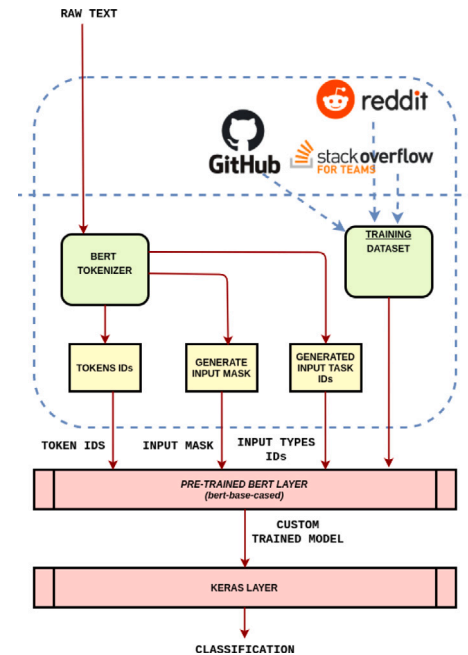 RAW TEXT
reddit
GitHub
stackoverflow
FOR TEAMS
BERT
TOKENIZER
TRAINING
DATASET
TOKENS IDs
GENERATE
INPUT MASK
GENERATED
INPUT TASK
IDs
TOKEN IDS
INPUT MASK
INPUT TYPES
IDs
PRE-TRAINED BERT LAYER
(bert-base-cased)
CUSTOM
TRAINED MODEL
KERAS LAYER
CLASSIFICATION